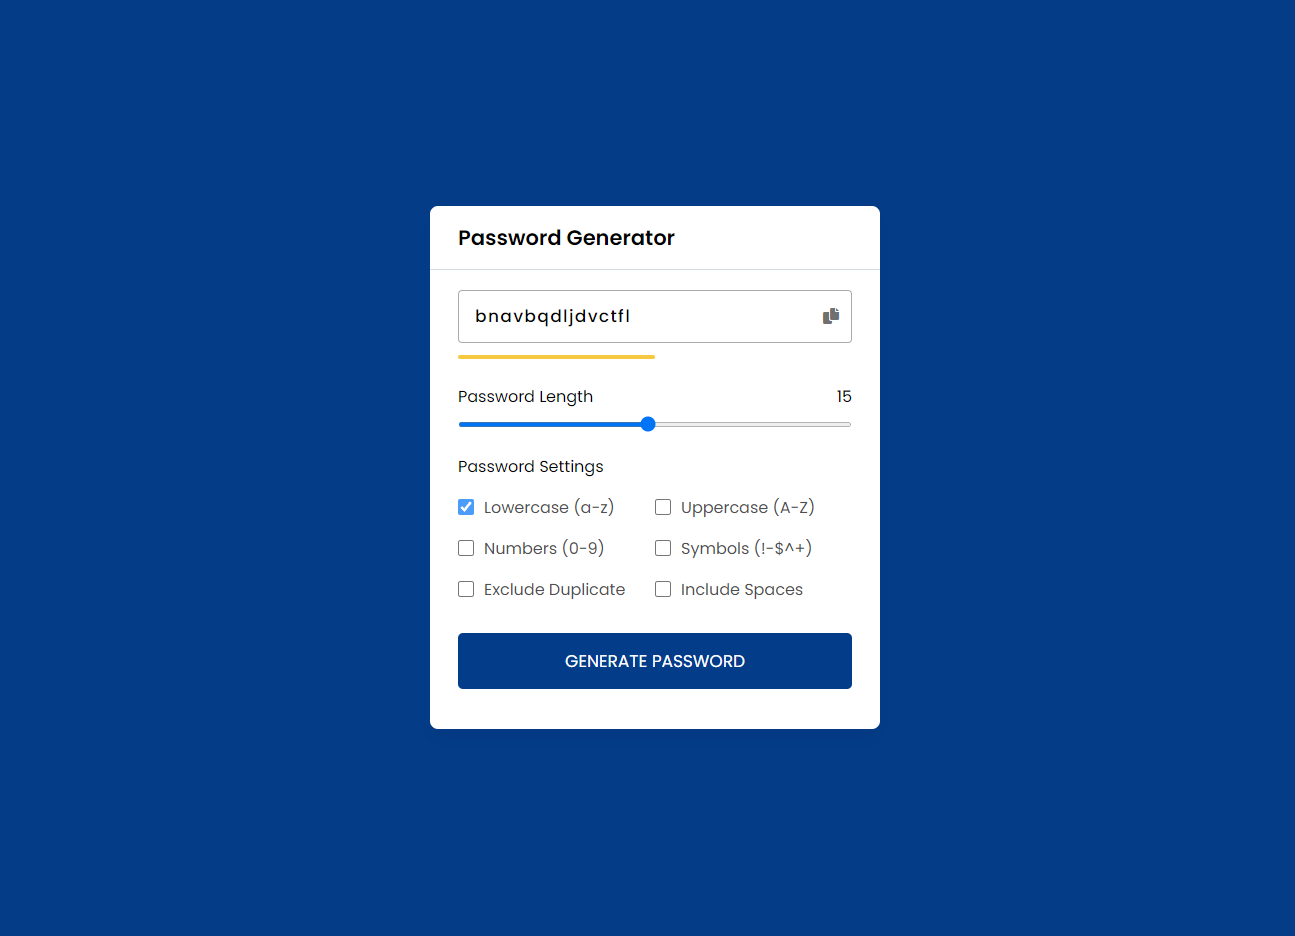 Password Generator
bnavbqdljdvctfl
Password Length 15
Password Settings
Lowercase (a-z) Uppercase (A-Z)
Numbers (0-9) Symbols (!-$^+)
Exclude Duplicate Include Spaces
GENERATE PASSWORD